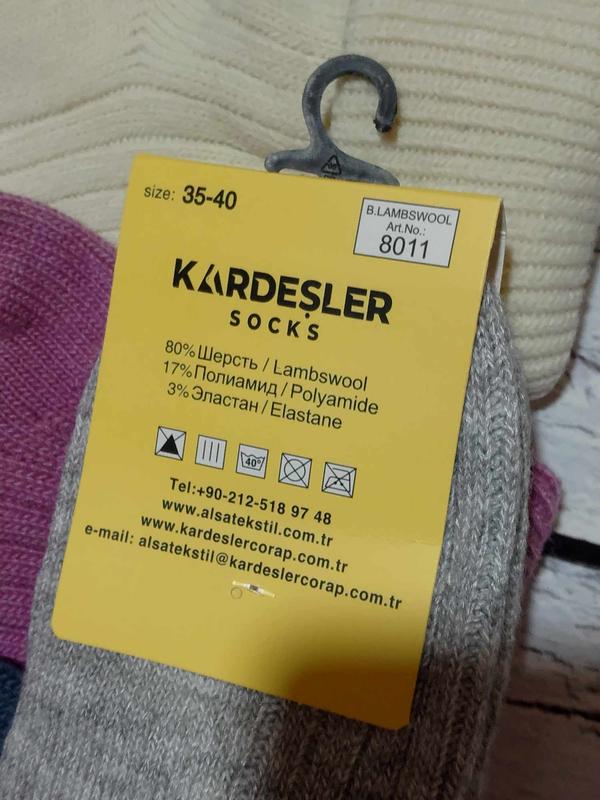 size: 35-40
B.LAMBSWOOL
Art.No.:
8011
KARDEŞLER
SOCKS
80% Шерсть / Lambswool
17% Полиамид / Polyamide
3% Эластан / Elastane
40°
Tel:+90-212-518 97 48
www.alsatekstil.com.tr
www.kardeslercorap.com.tr
e-mail: alsatekstil@kardeslercorap.com.tr